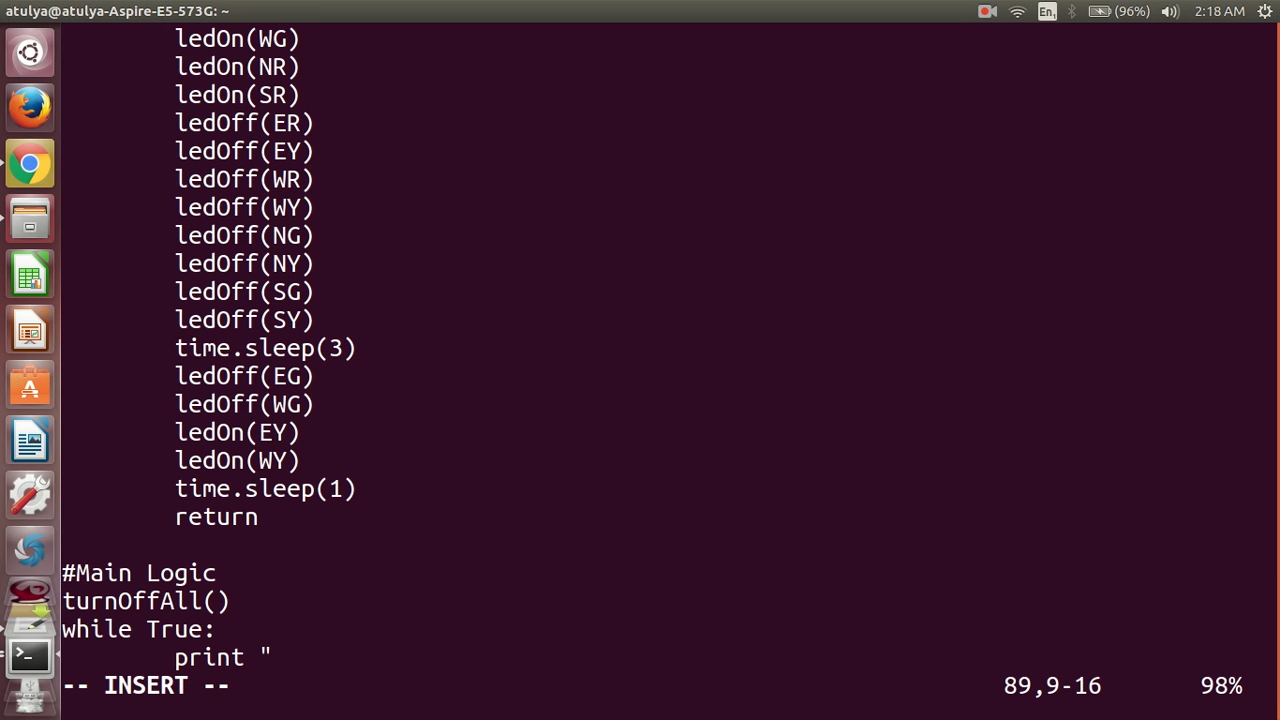 atulya@atulya-Aspire-E5-573G: ~
En1
(96%)
2:18 AM
ledOn(WG)
ledOn(NR)
ledOn(SR)
ledOff(ER)
ledOff(EY)
ledOff(WR)
ledOff(WY)
ledOff(NG)
ledOff(NY)
ledOff(SG)
ledOff(SY)
time.sleep(3)
ledOff(EG)
ledOff(WG)
ledOn(EY)
ledOn(WY)
time.sleep(1)
return
#Main Logic
turnOffAll()
while True:
print "
-- INSERT --
89,9-16
98%